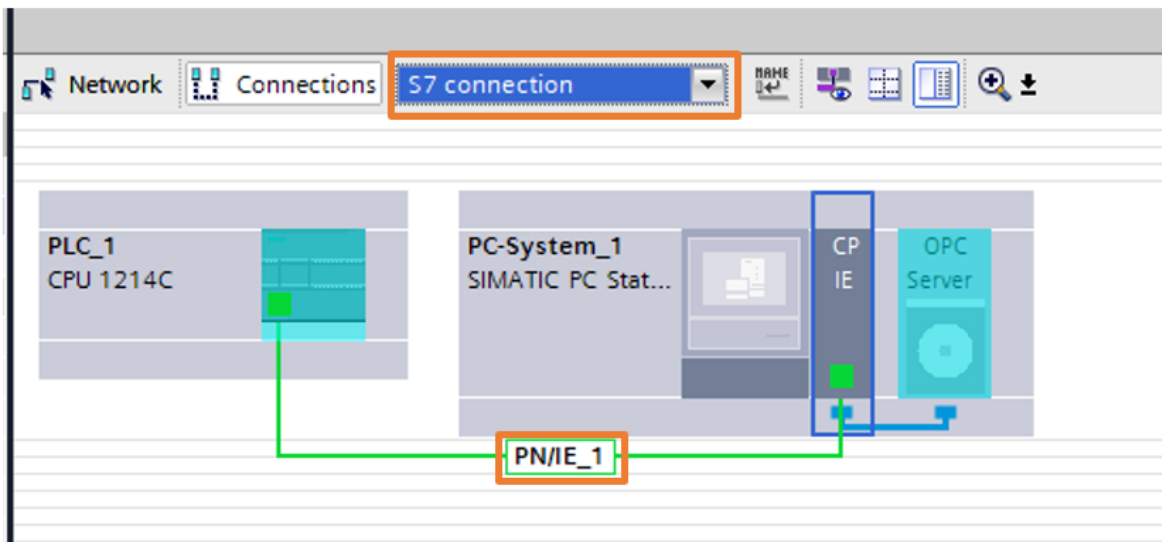 Network Connections S7 connection NAME
PLC_1
CPU 1214C
PC-System_1
SIMATIC PC Stat...
CP
IE
OPC
Server
PN/IE_1